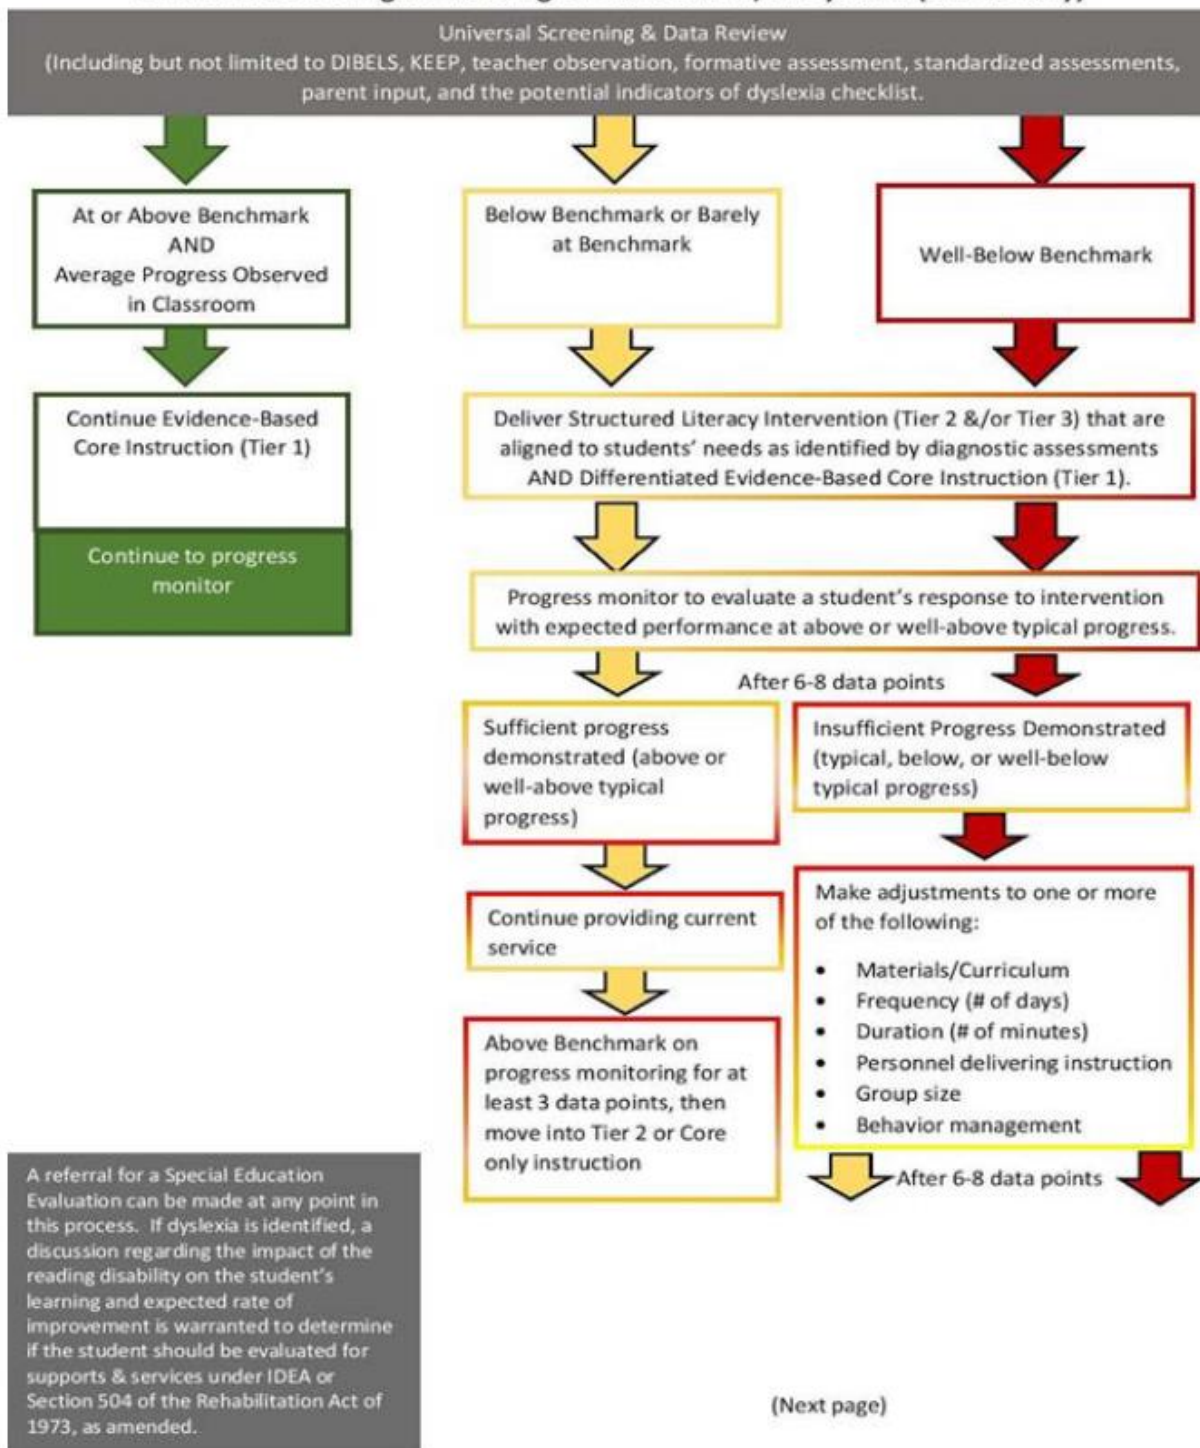 Universal Screening & Data Review
(Including but not limited to DIBELS, KEEP, teacher observation, formative assessment, standardized assessments,
parent input, and the potential indicators of dyslexia checklist.
At or Above Benchmark
AND
Average Progress Observed
in Classroom
Below Benchmark or Barely
at Benchmark
Well-Below Benchmark
Continue Evidence-Based
Core Instruction (Tier 1)
Continue to progress
monitor
Deliver Structured Literacy Intervention (Tier 2 &/or Tier 3) that are
aligned to students’ needs as identified by diagnostic assessments
AND Differentiated Evidence-Based Core Instruction (Tier 1).
Progress monitor to evaluate a student’s response to intervention
with expected performance at above or well-above typical progress.
After 6-8 data points
Sufficient progress
demonstrated (above or
well-above typical
progress)
Insufficient Progress Demonstrated
(typical, below, or well-below
typical progress)
Continue providing current
service
Above Benchmark on
progress monitoring for at
least 3 data points, then
move into Tier 2 or Core
only instruction
Make adjustments to one or more
of the following:
• Materials/Curriculum
• Frequency (# of days)
• Duration (# of minutes)
• Personnel delivering instruction
• Group size
• Behavior management
After 6-8 data points
A referral for a Special Education
Evaluation can be made at any point in
this process. If dyslexia is identified, a
discussion regarding the impact of the
reading disability on the student’s
learning and expected rate of
improvement is warranted to determine
if the student should be evaluated for
supports & services under IDEA or
Section 504 of the Rehabilitation Act of
1973, as amended.
(Next page)